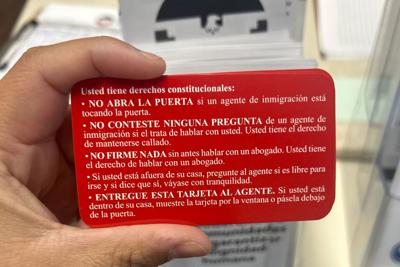 Usted tiene derechos constitucionales:
• NO ABRA LA PUERTA si un agente de inmigración está
tocando la puerta.
• NO CONTESTE NINGUNA PREGUNTA de un agente de
inmigración si el trata de hablar con usted. Usted tiene el derecho
de mantenerse callado.
• NO FIRME NADA sin antes hablar con un abogado. Usted tiene
el derecho de hablar con un abogado.
• Si usted está afuera de su casa, pregunte al agente si es libre para
irse y si dice que sí, váyase con tranquilidad.
• ENTREGUE ESTA TARJETA AL AGENTE. Si usted está
dentro de su casa, muestre la tarjeta por la ventana o pásela debajo
de la puerta.
humana